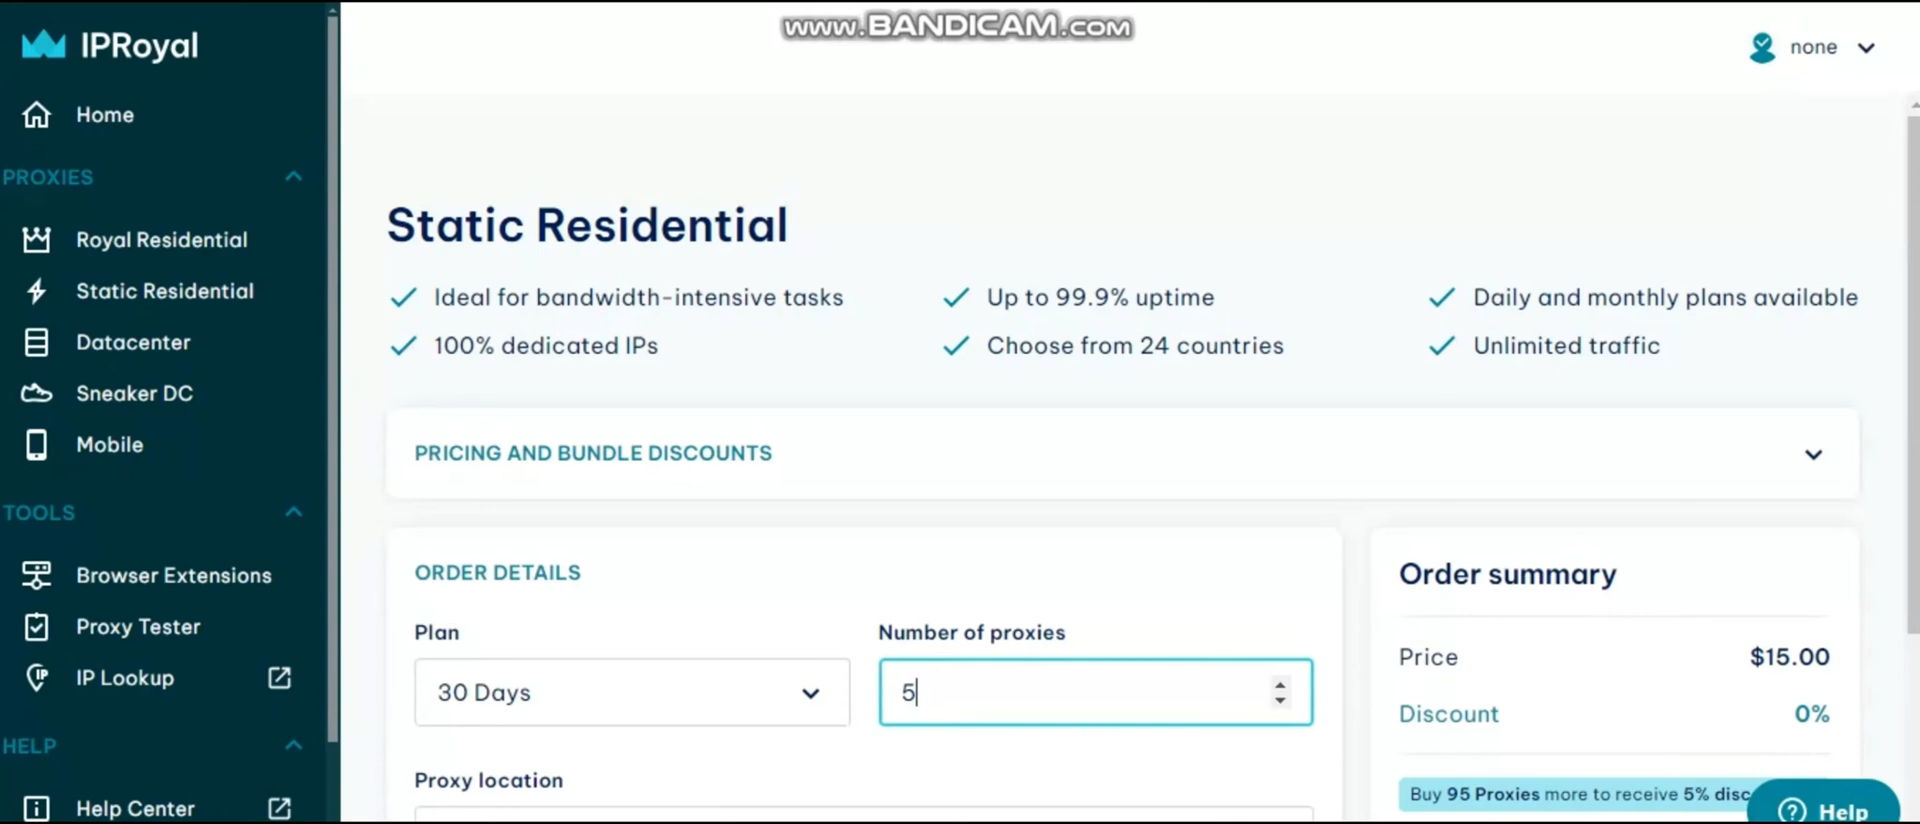 www.BANDICAM.com
IPRoyal
none
Home
PROXIES
Royal Residential
Static Residential
Datacenter
Sneaker DC
Mobile
TOOLS
Browser Extensions
Proxy Tester
IP Lookup
HELP
Help Center
Static Residential
Ideal for bandwidth-intensive tasks
Up to 99.9% uptime
Daily and monthly plans available
100% dedicated IPs
Choose from 24 countries
Unlimited traffic
PRICING AND BUNDLE DISCOUNTS
ORDER DETAILS
Plan
Number of proxies
30 Days
5
Proxy location
Order summary
Price $15.00
Discount 0%
Buy 95 Proxies more to receive 5%
Help